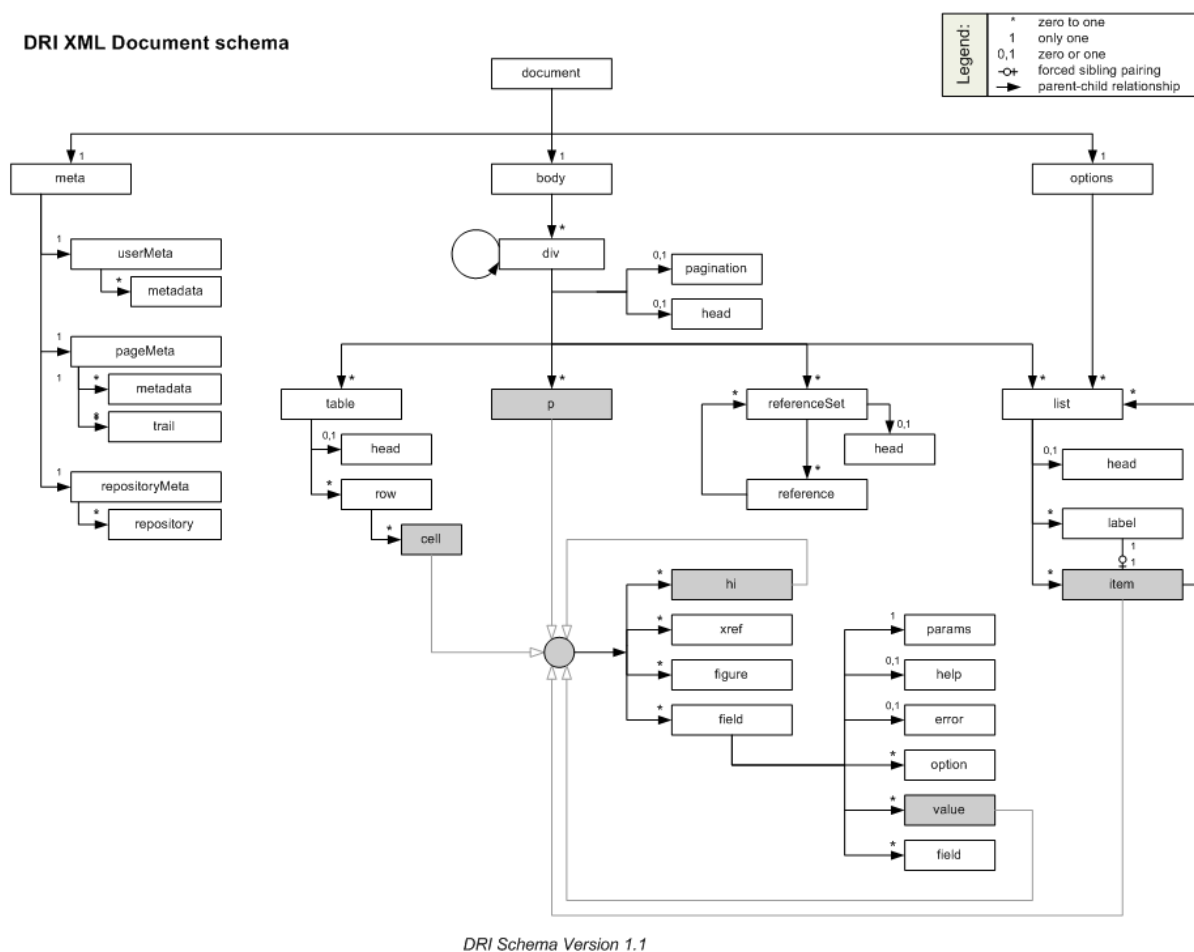 DRI XML Document schema
Legend:
* zero to one
1 only one
0,1 zero or one
forced sibling pairing
parent-child relationship
document
1 1 1
meta body options
1 *
userMeta div
* 0,1
metadata pagination
0,1
head
1
pageMeta
1 * * * * * * *
metadata table p referenceSet list
*
trail
0,1 0,1 0,1
head head head
1 * * *
repositoryMeta row reference label
* * 1
repository cell
* 1 *
hi item
* 1
xref params
* 0,1
figure help
* 0,1
field error
*
option
*
value
*
field
DRI Schema Version 1.1